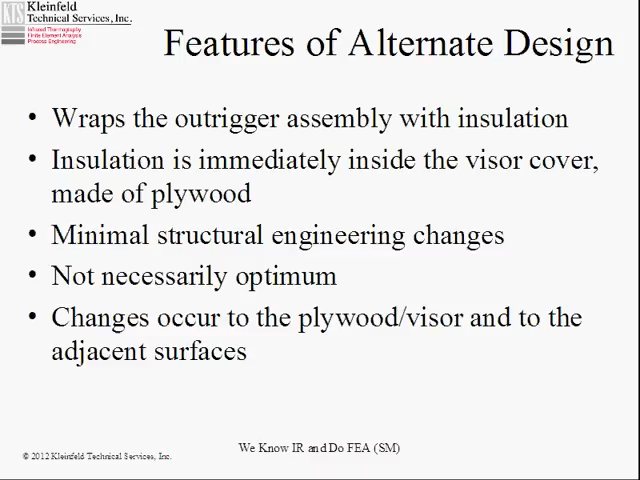 KTS
Kleinfeld
Technical Services, Inc.
Infrared Thermography
Finite Element Analysis
Process Engineering
Features of Alternate Design
• Wraps the outrigger assembly with insulation
• Insulation is immediately inside the visor cover,
made of plywood
• Minimal structural engineering changes
• Not necessarily optimum
• Changes occur to the plywood/visor and to the
adjacent surfaces
We Know IR and Do FEA (SM)
© 2012 Kleinfeld Technical Services, Inc.